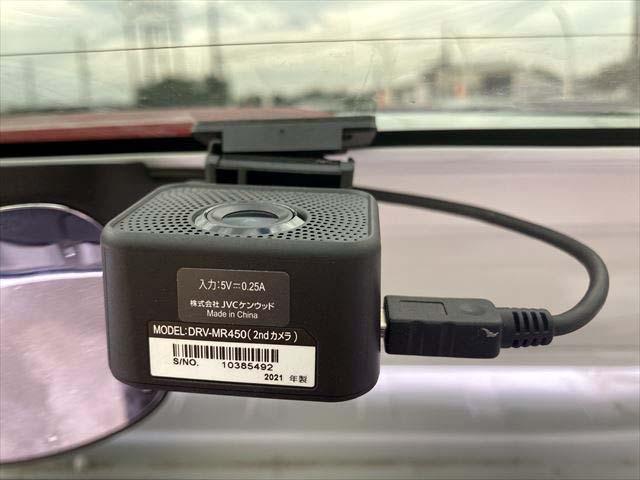 入力:5V⎓0.25A
株式会社 JVCケンウッド
Made in China
MODEL:DRV-MR450(2ndカメラ)
S/NO. 10385492
2021 年製